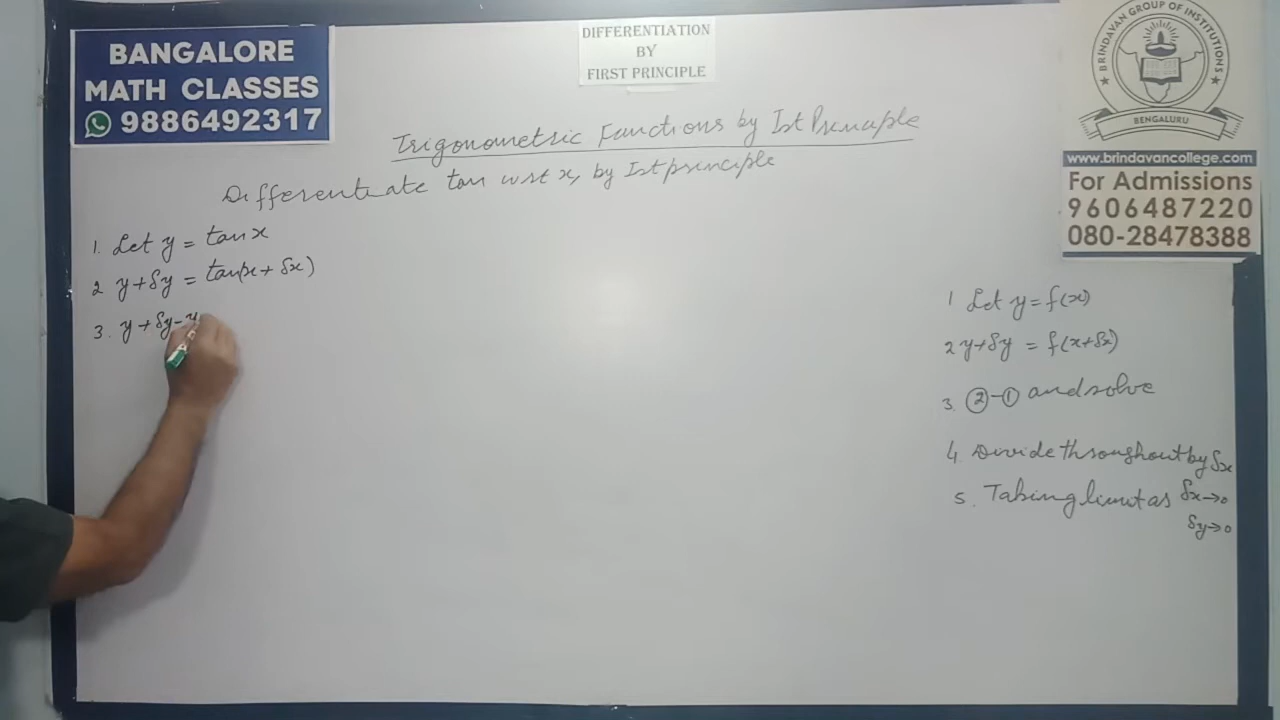 BANGALORE
MATH CLASSES
9886492317
DIFFERENTIATION
BY
FIRST PRINCIPLE
BRINDAVAN GROUP OF INSTITUTIONS
BENGALURU
www.brindavancollege.com
For Admissions
9606487220
080-28478388
Trigonometric Functions by Ist Principle
Differentiate tan wrt x, by Ist principle
1. Let y = tanx
2 y+δy = tan(x+δx)
3. y+δy-y
1 Let y=f(x)
2 y+δy = f(x+δx)
3. ②-① and solve
4. Divide throughout by δx
5. Taking limit as δx→0
δy→0